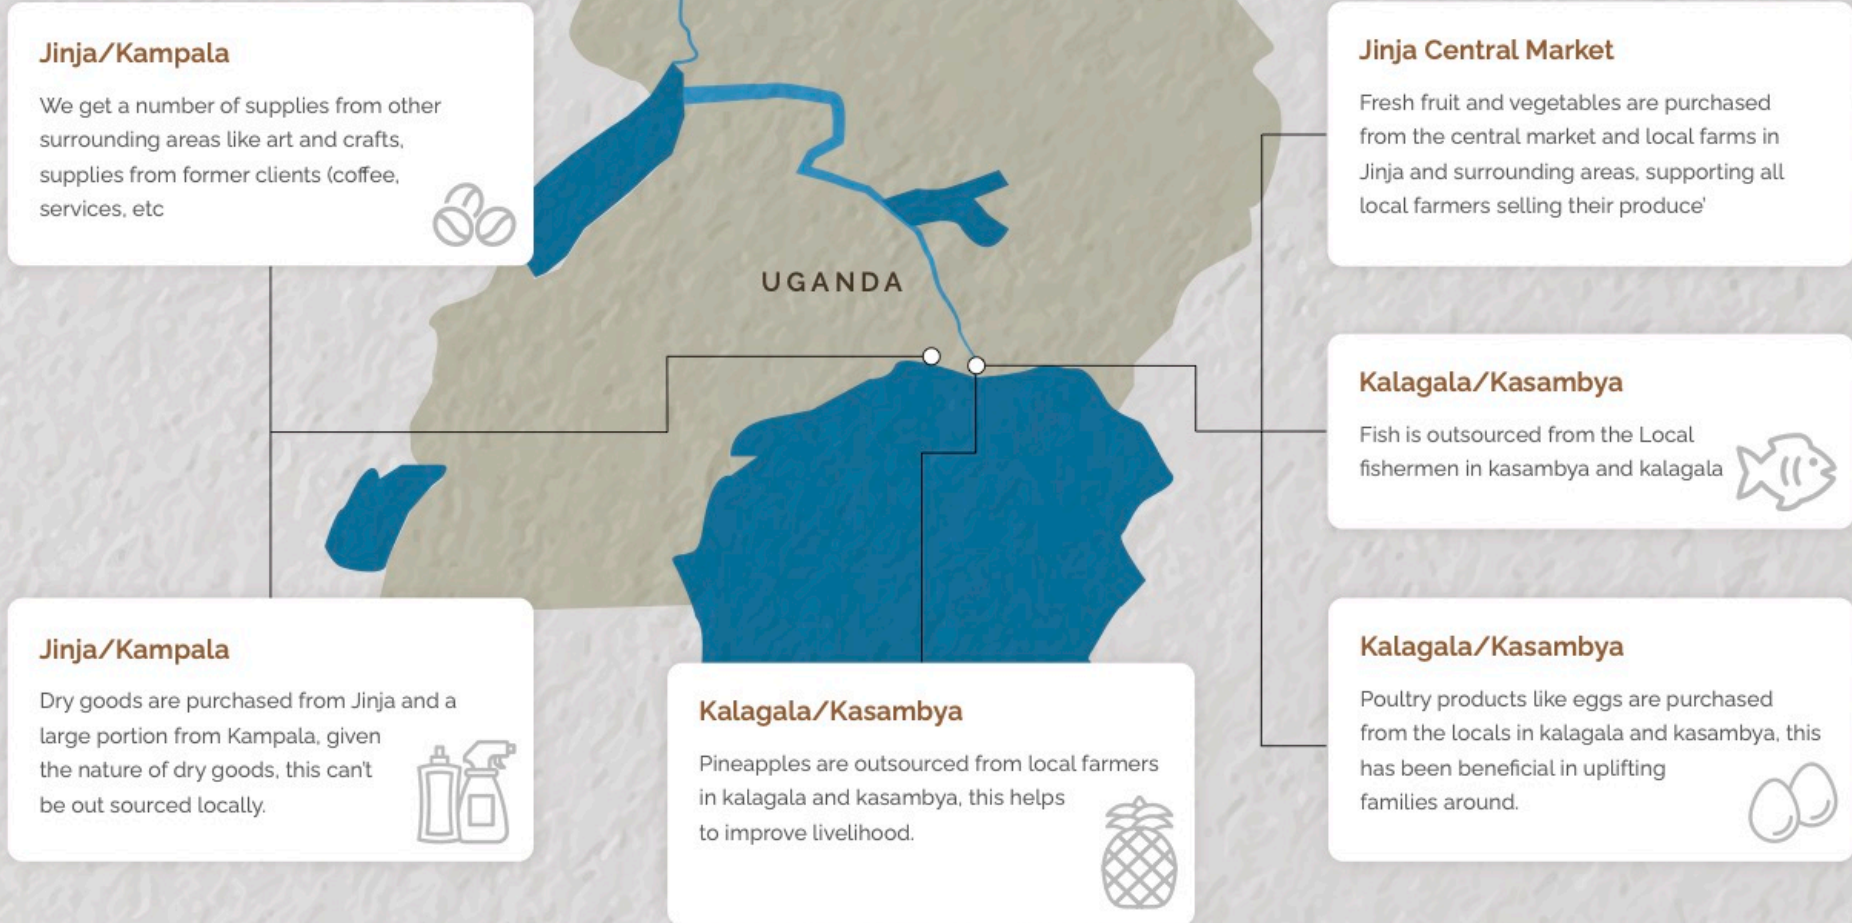 Jinja/Kampala
We get a number of supplies from other
surrounding areas like art and crafts,
supplies from former clients (coffee,
services, etc
UGANDA
Jinja Central Market
Fresh fruit and vegetables are purchased
from the central market and local farms in
Jinja and surrounding areas, supporting all
local farmers selling their produce'
Kalagala/Kasambya
Fish is outsourced from the Local
fishermen in kasambya and kalagala
Jinja/Kampala
Dry goods are purchased from Jinja and a
large portion from Kampala, given
the nature of dry goods, this can't
be out sourced locally.
Kalagala/Kasambya
Pineapples are outsourced from local farmers
in kalagala and kasambya, this helps
to improve livelihood.
Kalagala/Kasambya
Poultry products like eggs are purchased
from the locals in kalagala and kasambya, this
has been beneficial in uplifting
families around.